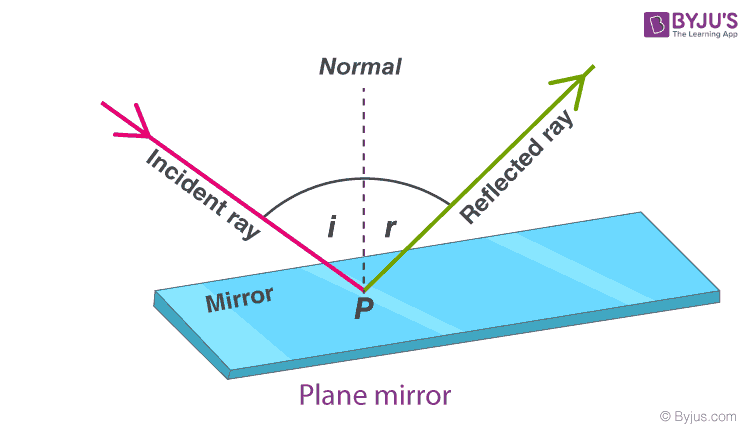 BYJU'S
The Learning App
Normal
Incident ray
Reflected ray
i
r
Mirror
P
Plane mirror
© Byjus.com